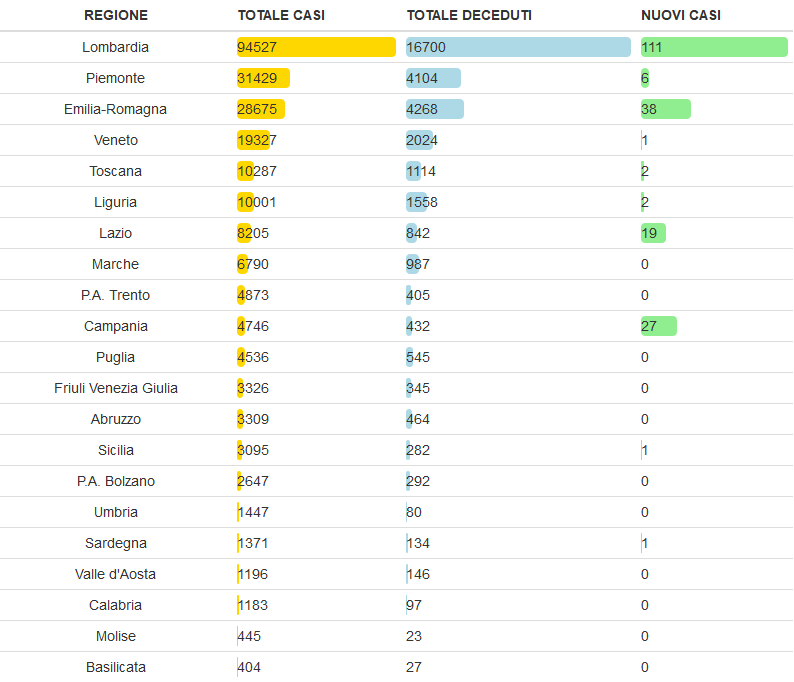 REGIONE TOTALE CASI TOTALE DECEDUTI NUOVI CASI
Lombardia 94527 16700 111
Piemonte 31429 4104 6
Emilia-Romagna 28675 4268 38
Veneto 19327 2024 1
Toscana 10287 1114 2
Liguria 10001 1558 2
Lazio 8205 842 19
Marche 6790 987 0
P.A. Trento 4873 405 0
Campania 4746 432 27
Puglia 4536 545 0
Friuli Venezia Giulia 3326 345 0
Abruzzo 3309 464 0
Sicilia 3095 282 1
P.A. Bolzano 2647 292 0
Umbria 1447 80 0
Sardegna 1371 134 1
Valle d'Aosta 1196 146 0
Calabria 1183 97 0
Molise 445 23 0
Basilicata 404 27 0